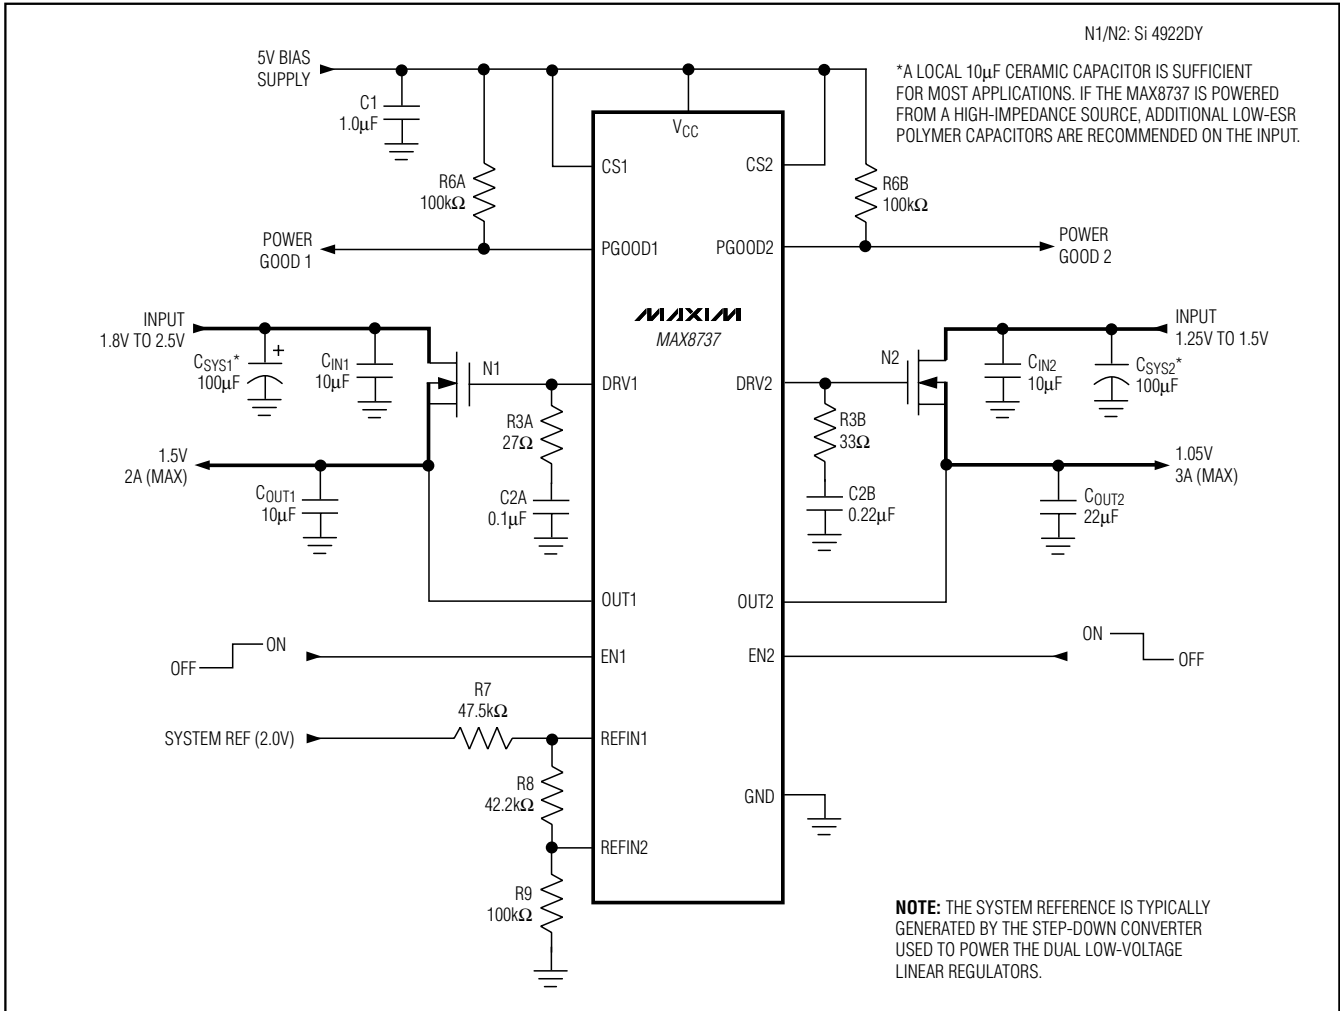 N1/N2: Si 4922DY
5V BIAS
SUPPLY
*A LOCAL 10µF CERAMIC CAPACITOR IS SUFFICIENT
FOR MOST APPLICATIONS. IF THE MAX8737 IS POWERED
FROM A HIGH-IMPEDANCE SOURCE, ADDITIONAL LOW-ESR
POLYMER CAPACITORS ARE RECOMMENDED ON THE INPUT.
C1
1.0µF
VCC
CS1
CS2
R6A
100kΩ
R6B
100kΩ
POWER
GOOD 1
PGOOD1
PGOOD2
POWER
GOOD 2
MAXIM
MAX8737
INPUT
1.8V TO 2.5V
CSYS1*
100µF
+
CIN1
10µF
N1
DRV1
DRV2
N2
INPUT
1.25V TO 1.5V
CIN2
10µF
CSYS2*
100µF
R3A
27Ω
R3B
33Ω
1.5V
2A (MAX)
1.05V
3A (MAX)
COUT1
10µF
C2A
0.1µF
C2B
0.22µF
COUT2
22µF
OUT1
OUT2
OFF
ON
EN1
EN2
ON
OFF
R7
47.5kΩ
SYSTEM REF (2.0V)
REFIN1
R8
42.2kΩ
GND
REFIN2
R9
100kΩ
NOTE: THE SYSTEM REFERENCE IS TYPICALLY
GENERATED BY THE STEP-DOWN CONVERTER
USED TO POWER THE DUAL LOW-VOLTAGE
LINEAR REGULATORS.